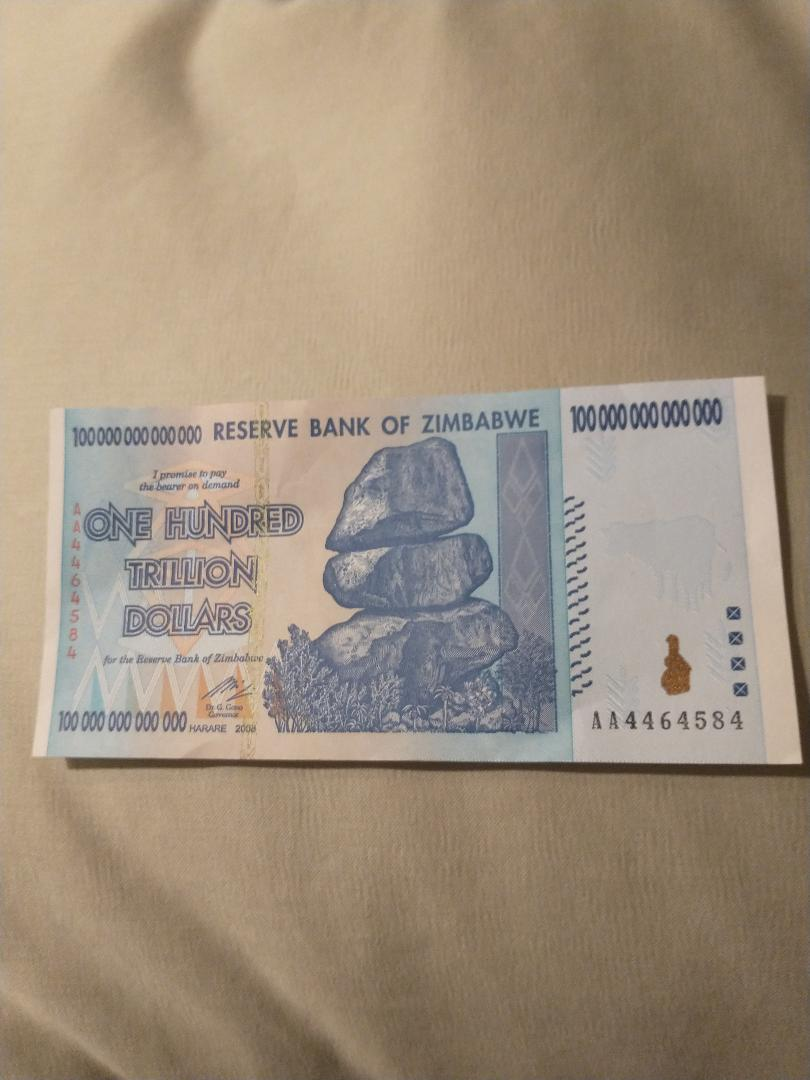 100 000 000 000 000
RESERVE BANK OF ZIMBABWE
100 000 000 000 000
I promise to pay
the bearer on demand
ONE HUNDRED
TRILLION
DOLLARS
for the Reserve Bank of Zimbabwe
Dr. G. Gono
Governor
100 000 000 000 000
HARARE 2008
AA4464584
AA4464584